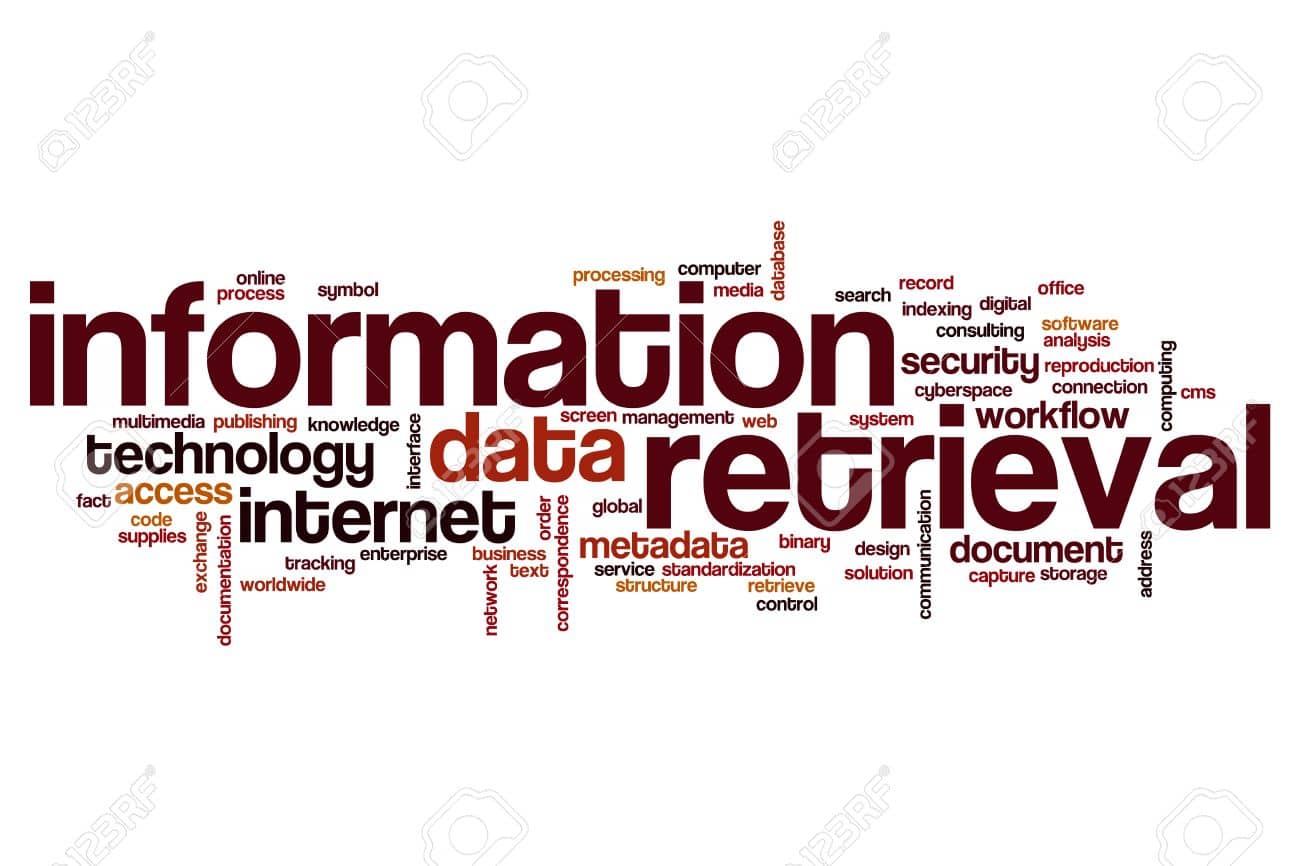 123RF
123RF
database
online
processing
computer
process
symbol
media
search
record
office
indexing
digital
consulting
software
analysis
information
security
reproduction
computing
cyberspace
connection
cms
multimedia
publishing
knowledge
interface
screen
management
web
system
workflow
technology
data
retrieval
fact
access
internet
global
code
supplies
exchange
documentation
order
correspondence
communication
address
tracking
enterprise
business
metadata
binary
design
document
worldwide
network
text
service
standardization
solution
capture
storage
structure
retrieve
control
123RF
123RF